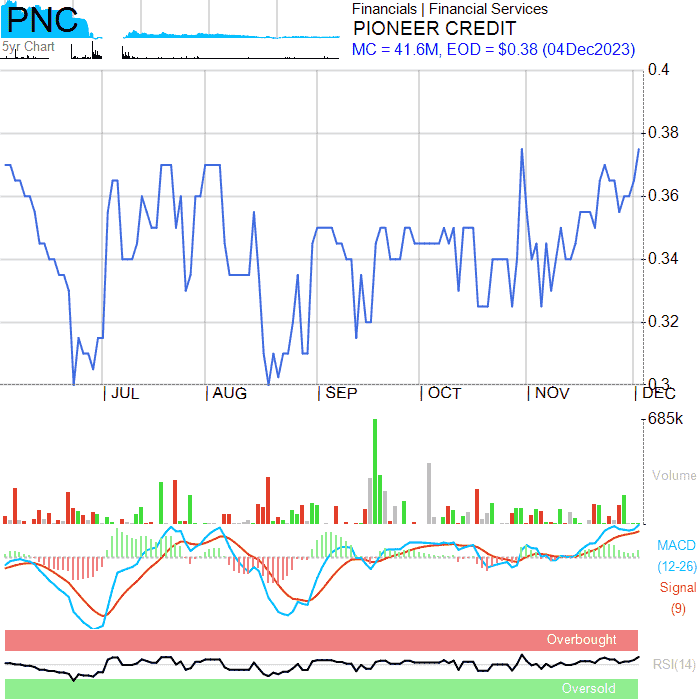 PNC
5yr Chart
Financials | Financial Services
PIONEER CREDIT
MC = 41.6M, EOD = $0.38 (04Dec2023)
0.4
0.38
0.36
0.34
0.32
0.3
JUL AUG SEP OCT NOV DEC
685k
Volume
MACD
(12-26)
Signal
(9)
Overbought
RSI(14)
Oversold